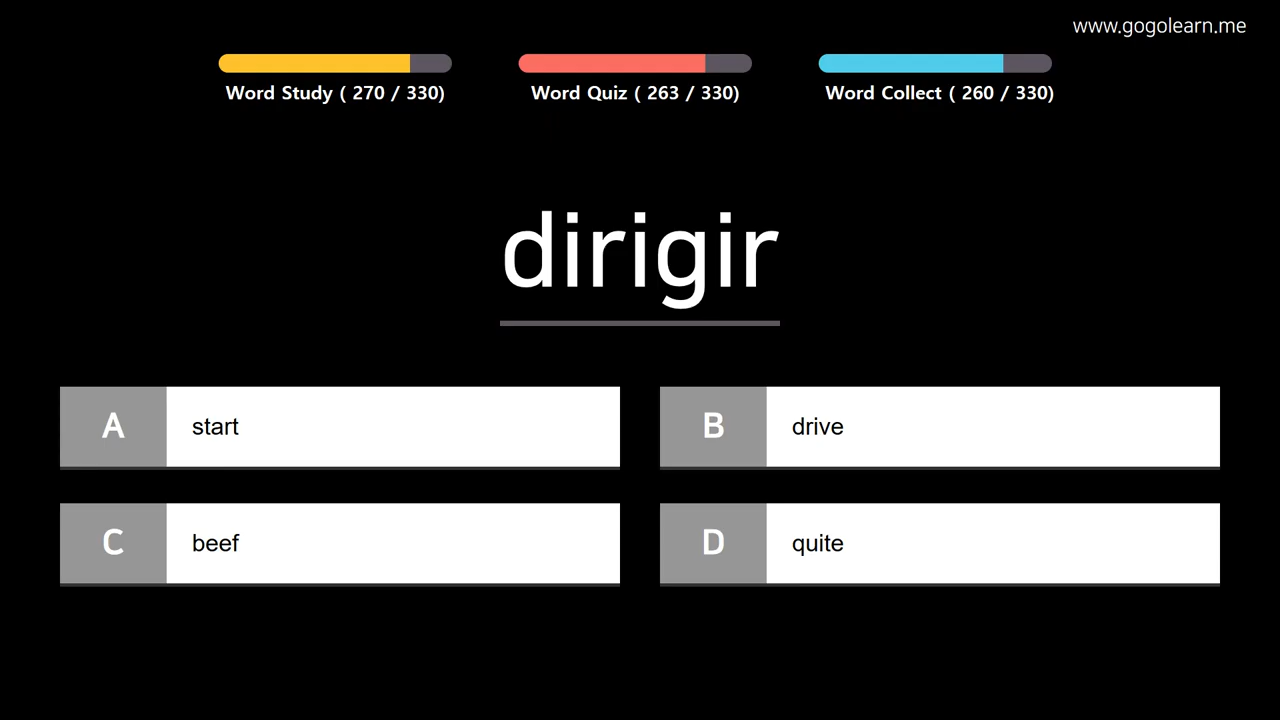 www.gogolearn.me
Word Study ( 270 / 330)
Word Quiz ( 263 / 330)
Word Collect ( 260 / 330)
dirigir
A start
B drive
C beef
D quite